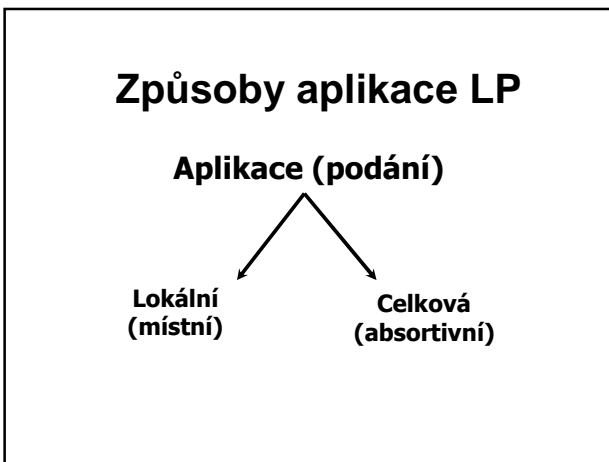 Způsoby aplikace LP
Aplikace (podání)
Lokální
(místní)
Celková
(absortivní)